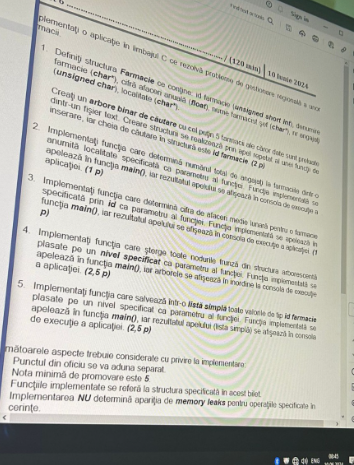 Sign in
/ (120 min) 10 iunie 2024
plementați o aplicație în limbajul C ce rezolvă probleme de gestionare regională a unor
macii.
1. Definiți structura Farmacie ce conține: id farmacie (unsigned short int), denumire
farmacie (char*), cifră afaceri anuală (float), nume farmacist șef (char*), nr angajați
(unsigned char), localitate (char*).
Creați un arbore binar de căutare cu cel puțin 5 farmacii ale căror date sunt preluate
dintr-un fișier text. Creare structură se realizează prin apel repetat al unei funcții de
inserare, iar cheia de căutare în structură este id farmacie (2 p)
2. Implementați funcția care determină numărul total de angajați la farmacia dintr-o
anumită localitate specificată ca parametru al funcției. Funcția implementată se
apelează în funcția main(), iar rezultatul apelului se afișează în consola de execuție a
aplicației. (1 p)
3. Implementați funcția care determină cifra de afaceri medie lunară pentru o farmacie
specificată prin id ca parametru al funcției. Funcția implementată se apelează în
funcția main(), iar rezultatul apelului se afișează în consola de execuție a aplicației. (1
p)
4. Implementați funcția care șterge toate nodurile frunză din structura arborescentă
plasate pe un nivel specificat ca parametru al funcției. Funcția implementată se
apelează în funcția main(), iar arborele se afișează în inordine la consola de execuție
a aplicației. (2,5 p)
5. Implementați funcția care salvează într-o listă simplă toate valorile de tip id farmacie
plasate pe un nivel specificat ca parametru al funcției. Funcția implementată se
apelează în funcția main(), iar rezultatul apelului (lista simplă) se afișează în consola
de execuție a aplicației. (2,5 p)
mătoarele aspecte trebuie considerate cu privire la implementare:
Punctul din oficiu se va aduna separat.
Nota minimă de promovare este 5.
Funcțiile implementate se referă la structura specificată în acest bilet.
Implementarea NU determină apariția de memory leaks pentru operațiile specificate în
cerințe.
ENG